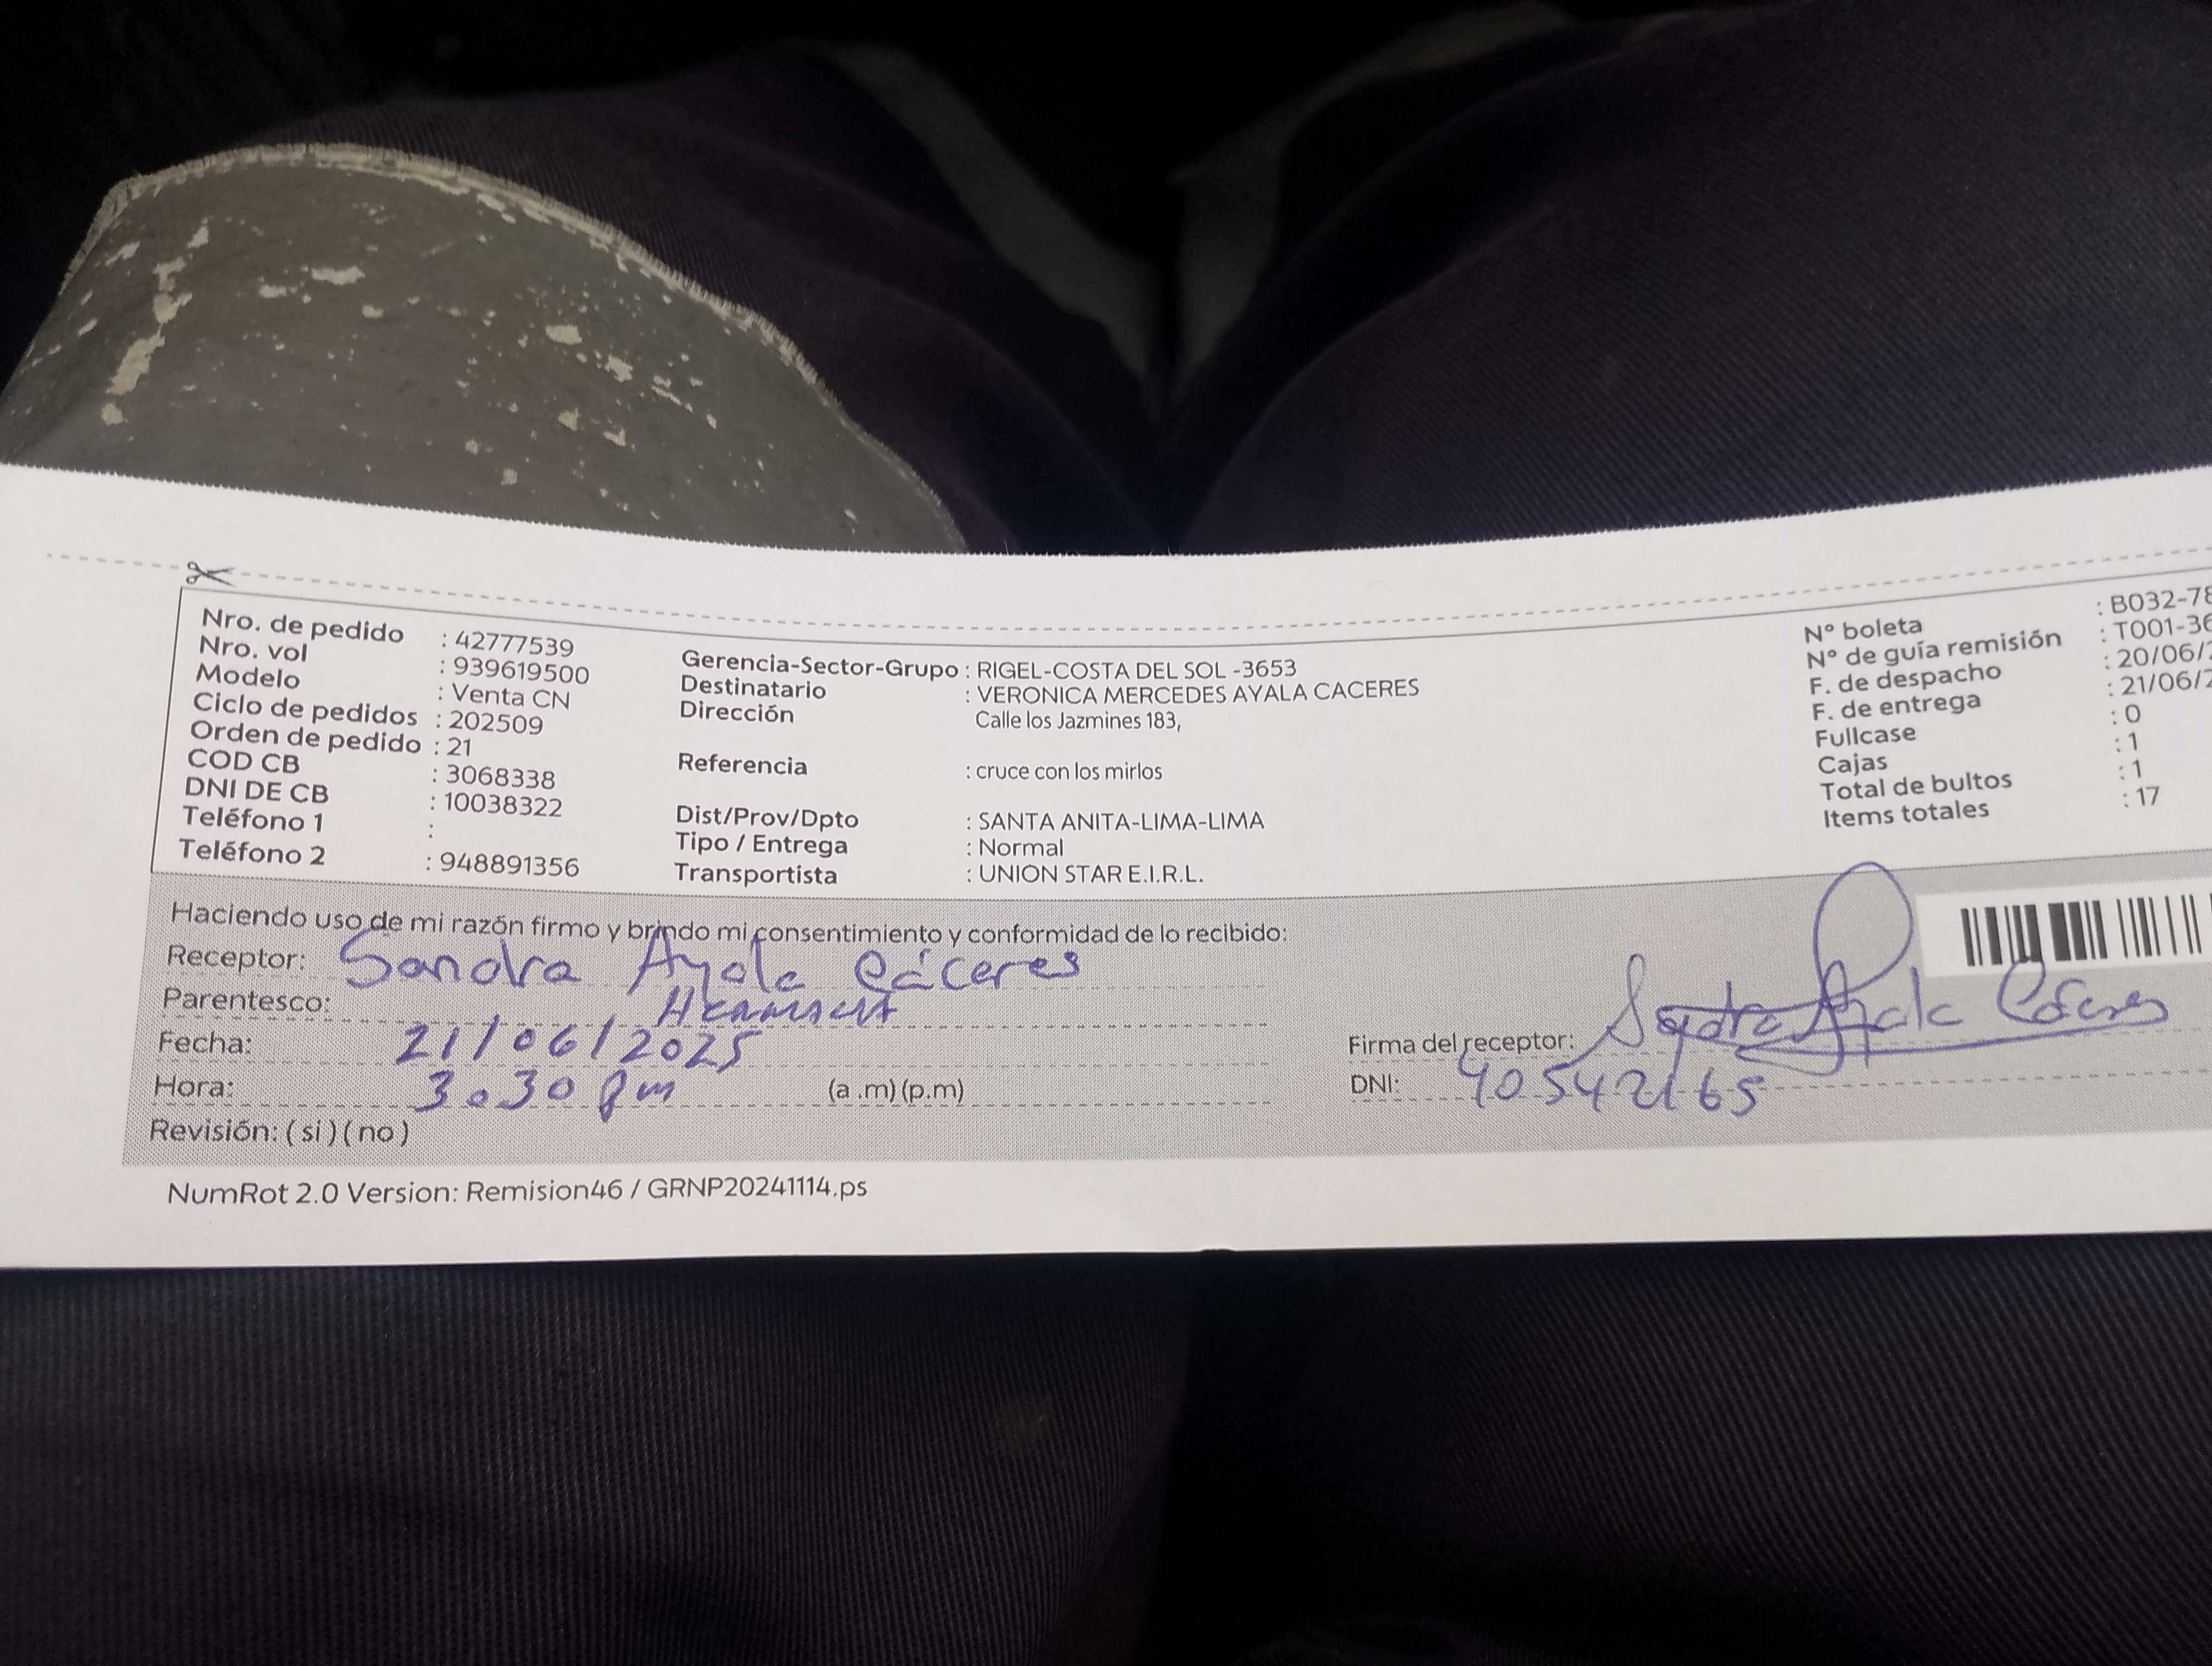 Nro. de pedido : 42777539
Nro. vol : 939619500
Modelo : Venta CN
Ciclo de pedidos : 202509
Orden de pedido : 21
COD CB : 3068338
DNI DE CB : 10038322
Teléfono 1 :
Teléfono 2 : 948891356
Gerencia-Sector-Grupo : RIGEL-COSTA DEL SOL -3653
Destinatario : VERONICA MERCEDES AYALA CACERES
Dirección Calle los Jazmines 183,
Referencia : cruce con los mirlos
Dist/Prov/Dpto : SANTA ANITA-LIMA-LIMA
Tipo / Entrega : Normal
Transportista : UNION STAR E.I.R.L.
N° boleta : B032-78
N° de guía remisión : T001-36
F. de despacho : 20/06/2
F. de entrega : 21/06/2
Fullcase : 0
Cajas : 1
Total de bultos : 1
Items totales : 17
Haciendo uso de mi razón firmo y brindo mi consentimiento y conformidad de lo recibido:
Receptor: Sandra Ayala Cáceres
Parentesco: Hermana
Fecha: 21/06/2025
Hora: 3.30 pm (a .m) (p.m)
Revisión: ( si ) ( no )
Firma del receptor: Sandra Ayala Cáceres
DNI: 40542165
NumRot 2.0 Version: Remision46 / GRNP20241114.ps